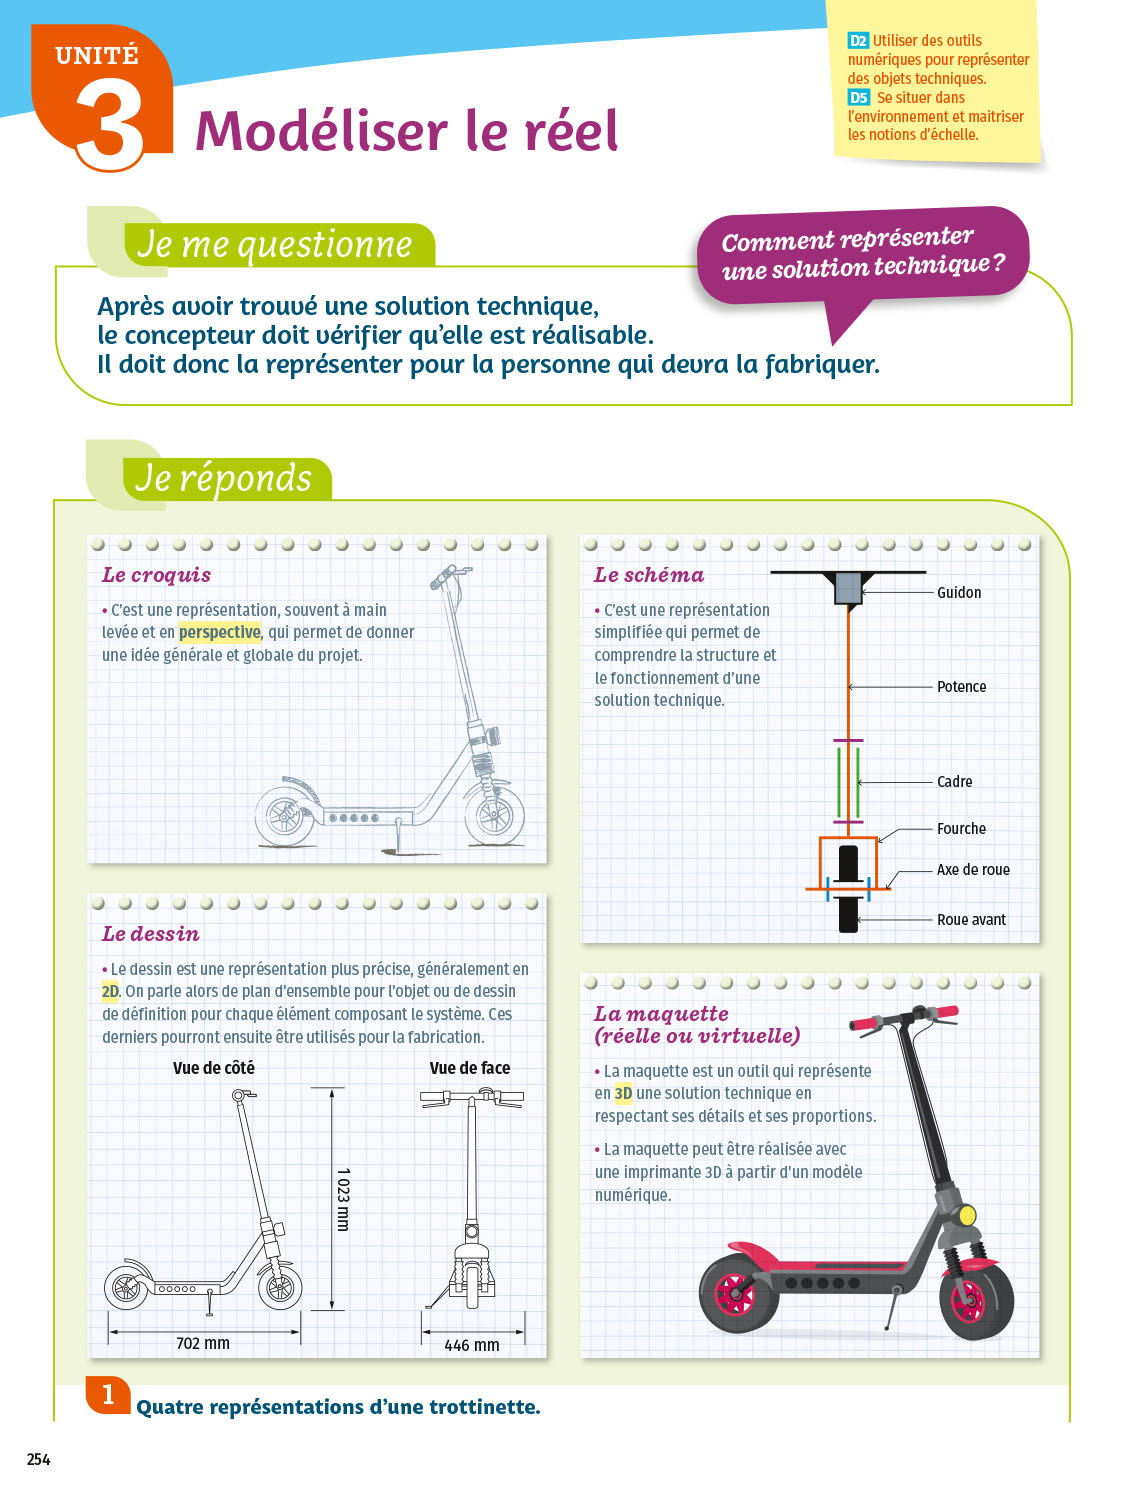 UNITÉ
3
Modéliser le réel
D2 Utiliser des outils
numériques pour représenter
des objets techniques.
D5 Se situer dans
l'environnement et maitriser
les notions d'échelle.
Je me questionne
Comment représenter
une solution technique ?
Après avoir trouvé une solution technique,
le concepteur doit vérifier qu'elle est réalisable.
Il doit donc la représenter pour la personne qui devra la fabriquer.
Je réponds
Le croquis
• C'est une représentation, souvent à main
levée et en perspective, qui permet de donner
une idée générale et globale du projet.
Le schéma
• C'est une représentation
simplifiée qui permet de
comprendre la structure et
le fonctionnement d'une
solution technique.
Guidon
Potence
Cadre
Fourche
Axe de roue
Roue avant
Le dessin
• Le dessin est une représentation plus précise, généralement en
2D. On parle alors de plan d'ensemble pour l'objet ou de dessin
de définition pour chaque élément composant le système. Ces
derniers pourront ensuite être utilisés pour la fabrication.
Vue de côté
Vue de face
1 023 mm
702 mm
446 mm
La maquette
(réelle ou virtuelle)
• La maquette est un outil qui représente
en 3D une solution technique en
respectant ses détails et ses proportions.
• La maquette peut être réalisée avec
une imprimante 3D à partir d'un modèle
numérique.
1 Quatre représentations d'une trottinette.
254